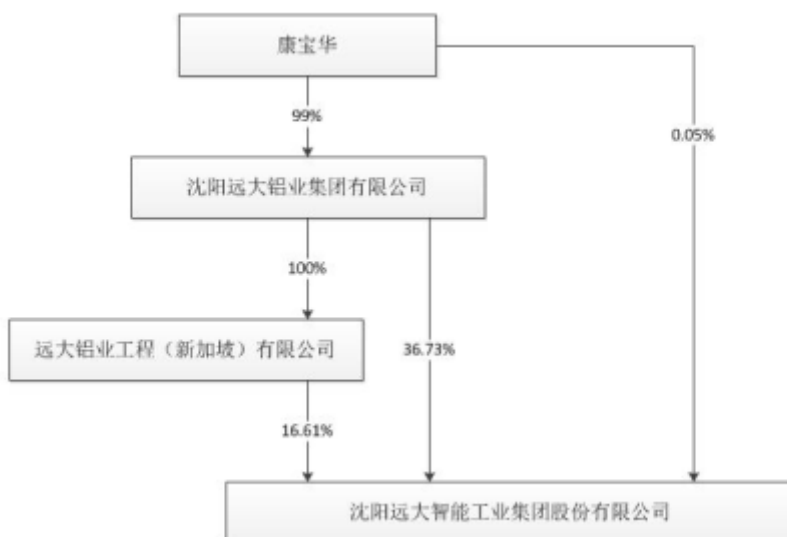 康宝华
99%
0.05%
沈阳远大铝业集团有限公司
100%
远大铝业工程（新加坡）有限公司
36.73%
16.61%
沈阳远大智能工业集团股份有限公司